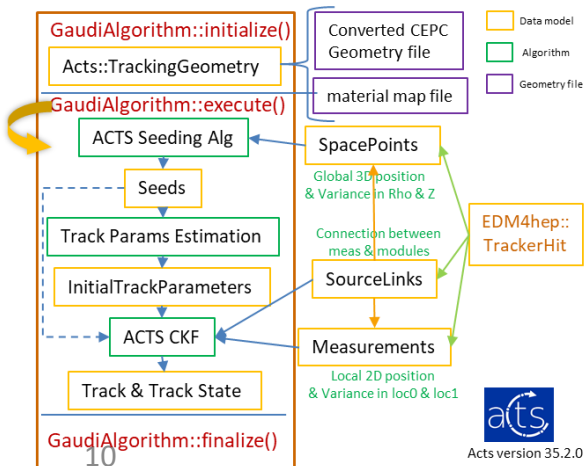 GaudiAlgorithm::initialize()
Acts::TrackingGeometry
Converted CEPC
Geometry file
material map file
Data model
Algorithm
Geometry file
GaudiAlgorithm::execute()
ACTS Seeding Alg
Seeds
Track Params Estimation
InitialTrackParameters
ACTS CKF
Track & Track State
GaudiAlgorithm::finalize()
10
SpacePoints
Global 3D position
& Variance in Rho & Z
Connection between
meas & modules
SourceLinks
Measurements
Local 2D position
& Variance in loc0 & loc1
EDM4hep::
TrackerHit
acts
Acts version 35.2.0